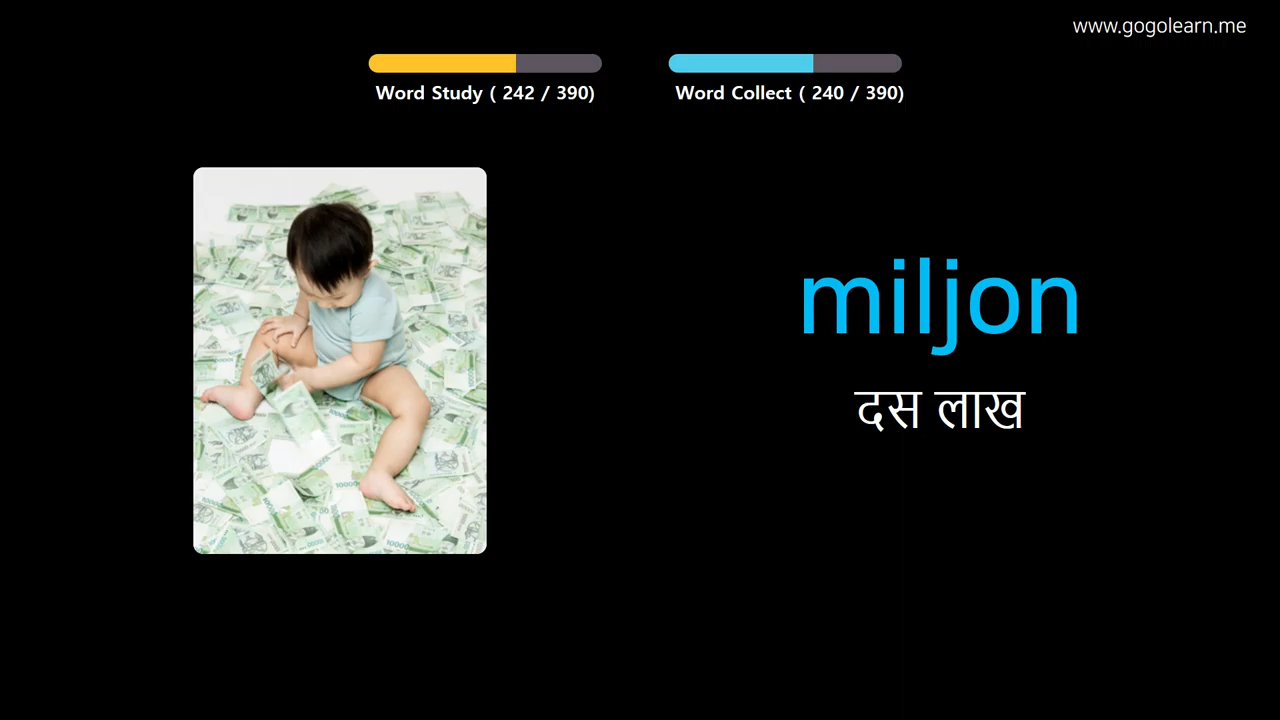 www.gogolearn.me
Word Study ( 242 / 390)
Word Collect ( 240 / 390)
miljon
दस लाख